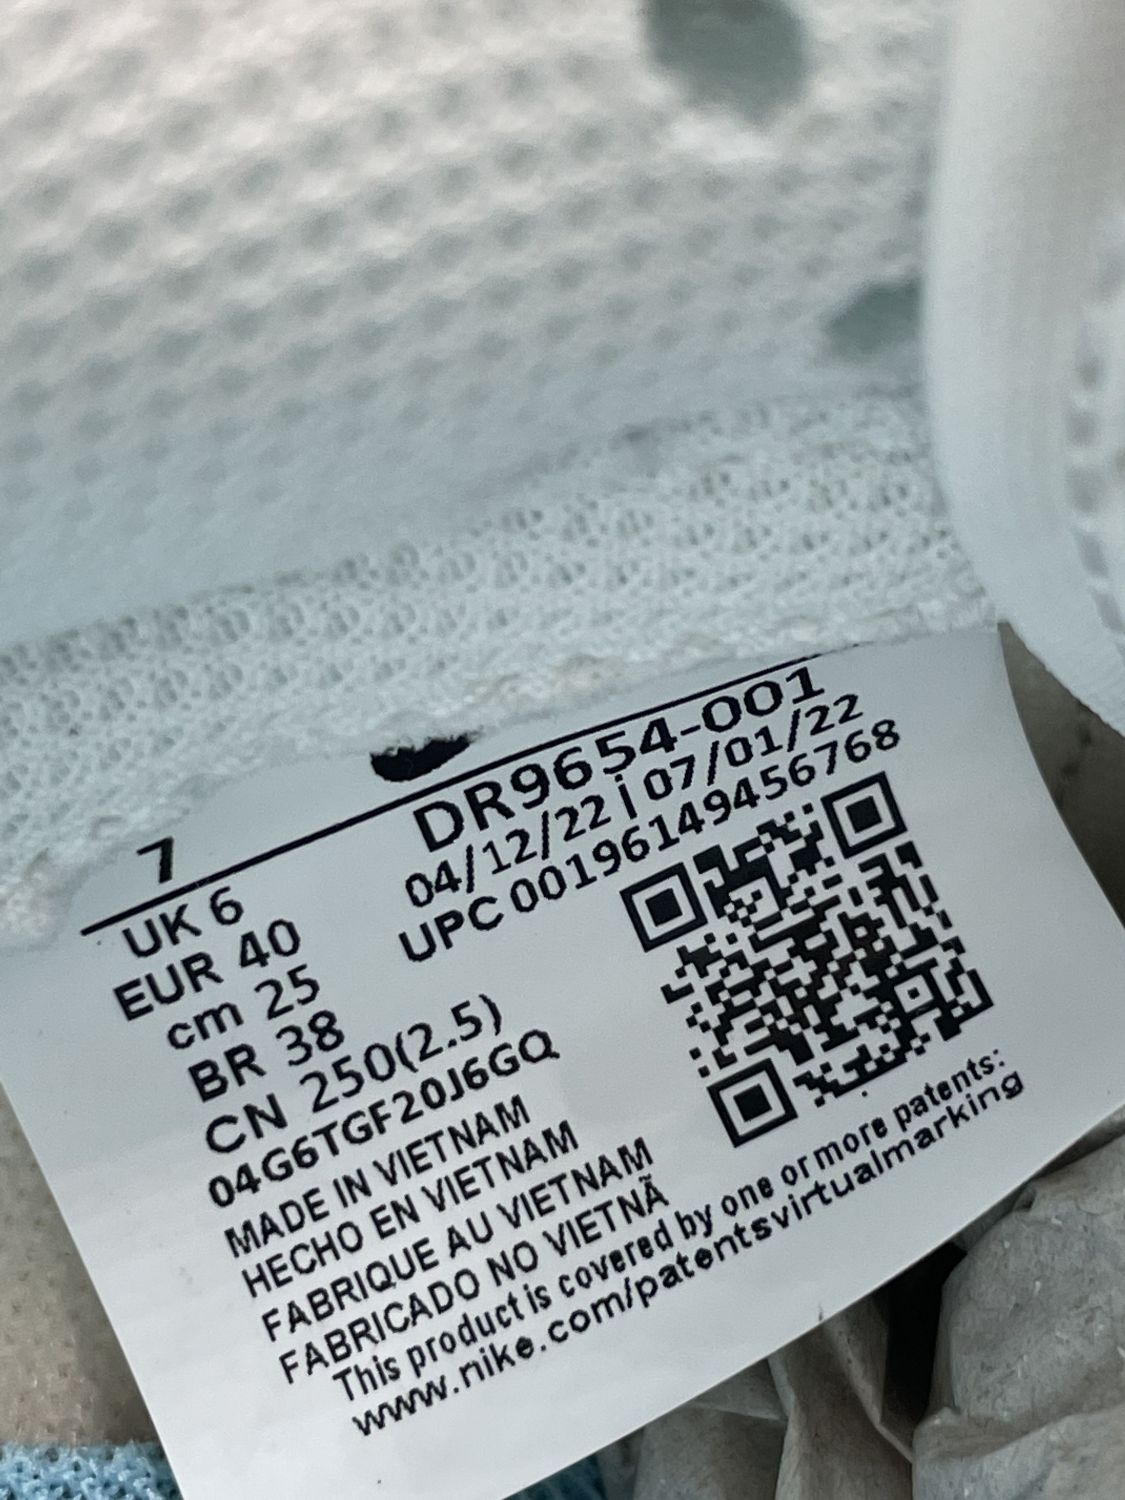 7
DR9654-001
04/12/22 | 07/01/22
UPC 00196149456768
UK 6
EUR 40
cm 25
BR 38
CN 250(2.5)
04G6TGF20J6GQ
MADE IN VIETNAM
HECHO EN VIETNAM
FABRIQUE AU VIETNAM
FABRICADO NO VIETNÃ
This product is covered by one or more patents:
www.nike.com/patentsvirtualmarking